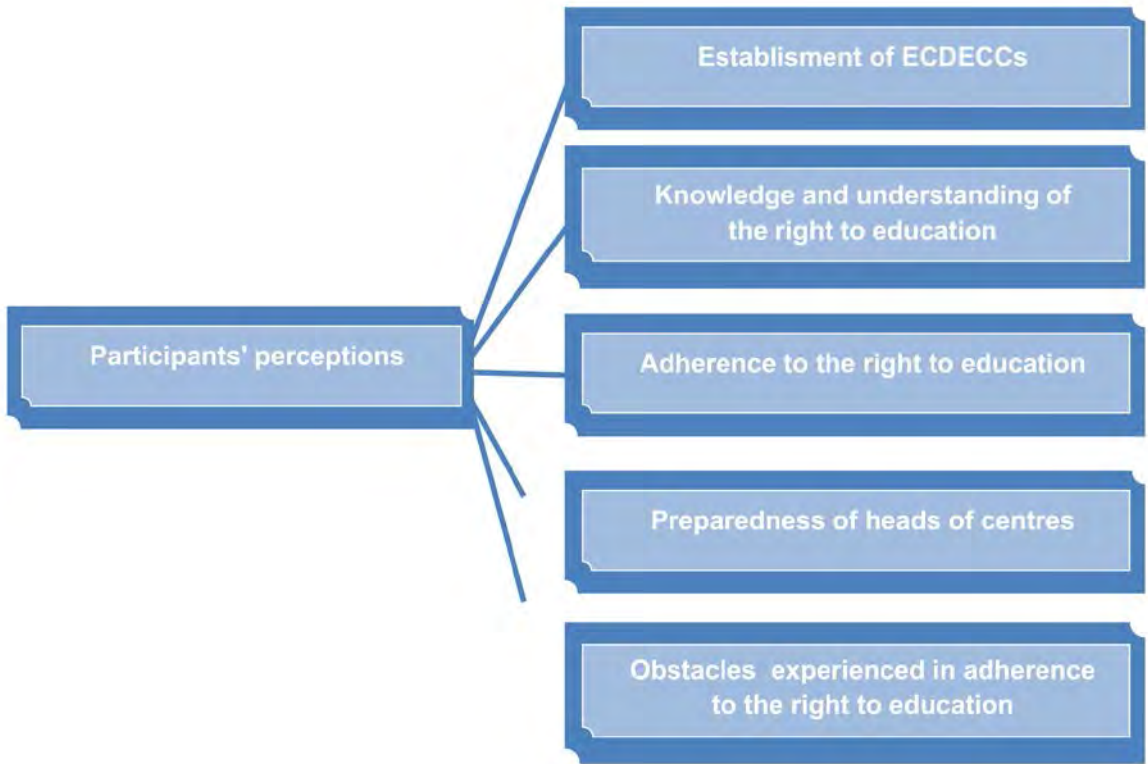 Establisment of ECDECCs
Knowledge and understanding of
the right to education
Participants' perceptions
Adherence to the right to education
Preparedness of heads of centres
Obstacles experienced in adherence
to the right to education